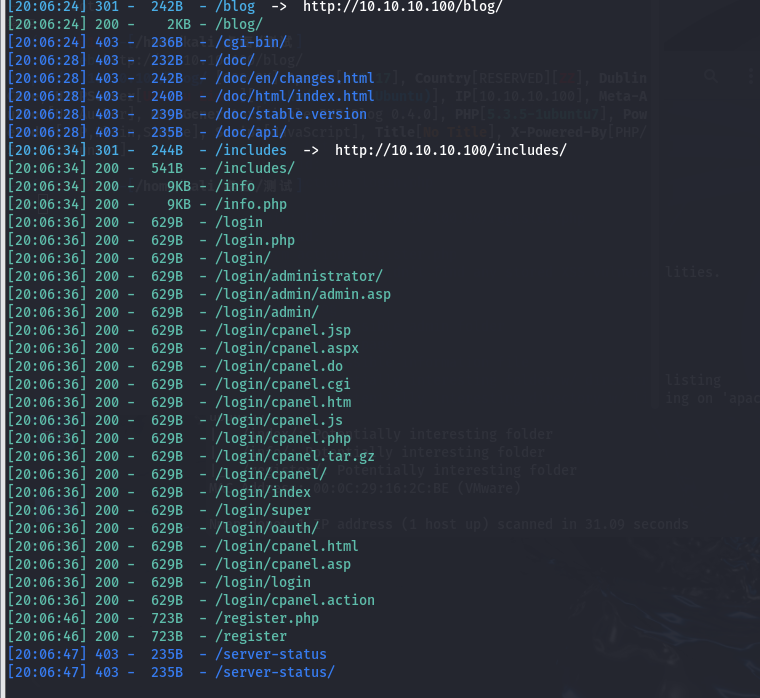 [20:06:24] 301 -  242B  - /blog  ->  http://10.10.10.100/blog/
[20:06:24] 200 -    2KB - /blog/
[20:06:24] 403 -  236B  - /cgi-bin/
[20:06:28] 403 -  232B  - /doc/
[20:06:28] 403 -  242B  - /doc/en/changes.html
[20:06:28] 403 -  240B  - /doc/html/index.html
[20:06:28] 403 -  239B  - /doc/stable.version
[20:06:28] 403 -  235B  - /doc/api/
[20:06:34] 301 -  244B  - /includes  ->  http://10.10.10.100/includes/
[20:06:34] 200 -  541B  - /includes/
[20:06:34] 200 -    9KB - /info
[20:06:34] 200 -    9KB - /info.php
[20:06:36] 200 -  629B  - /login
[20:06:36] 200 -  629B  - /login.php
[20:06:36] 200 -  629B  - /login/
[20:06:36] 200 -  629B  - /login/administrator/
[20:06:36] 200 -  629B  - /login/admin/admin.asp
[20:06:36] 200 -  629B  - /login/admin/
[20:06:36] 200 -  629B  - /login/cpanel.jsp
[20:06:36] 200 -  629B  - /login/cpanel.aspx
[20:06:36] 200 -  629B  - /login/cpanel.do
[20:06:36] 200 -  629B  - /login/cpanel.cgi
[20:06:36] 200 -  629B  - /login/cpanel.htm
[20:06:36] 200 -  629B  - /login/cpanel.js
[20:06:36] 200 -  629B  - /login/cpanel.php
[20:06:36] 200 -  629B  - /login/cpanel.tar.gz
[20:06:36] 200 -  629B  - /login/cpanel/
[20:06:36] 200 -  629B  - /login/index
[20:06:36] 200 -  629B  - /login/super
[20:06:36] 200 -  629B  - /login/oauth/
[20:06:36] 200 -  629B  - /login/cpanel.html
[20:06:36] 200 -  629B  - /login/cpanel.asp
[20:06:36] 200 -  629B  - /login/login
[20:06:36] 200 -  629B  - /login/cpanel.action
[20:06:46] 200 -  723B  - /register.php
[20:06:46] 200 -  723B  - /register
[20:06:47] 403 -  235B  - /server-status
[20:06:47] 403 -  235B  - /server-status/